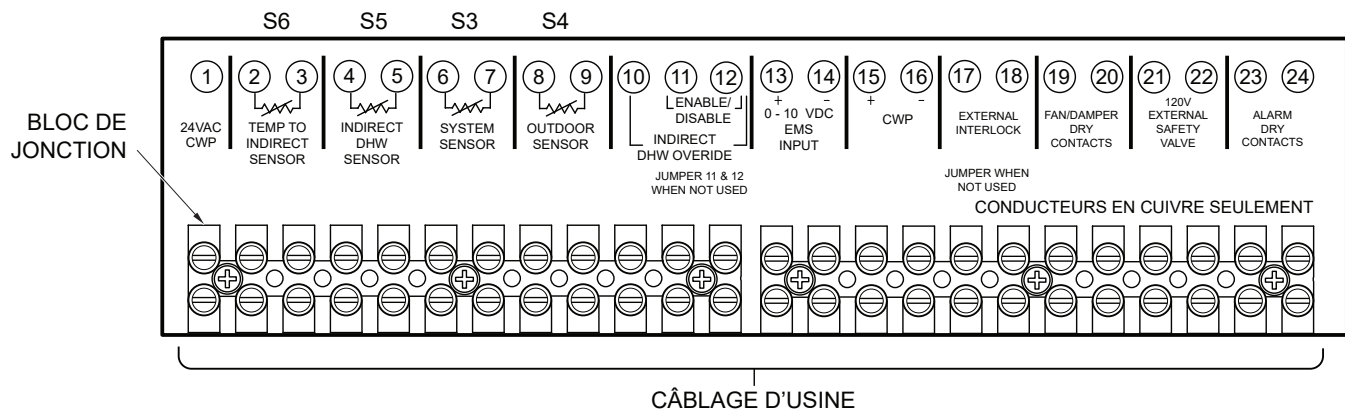 S6 S5 S3 S4
1 2 3 4 5 6 7 8 9 10 11 12 13 14 15 16 17 18 19 20 21 22 23 24
24VAC
CWP
TEMP TO
INDIRECT
SENSOR
INDIRECT
DHW
SENSOR
SYSTEM
SENSOR
OUTDOOR
SENSOR
ENABLE/
DISABLE
INDIRECT
DHW OVERIDE
JUMPER 11 & 12
WHEN NOT USED
+ −
0 - 10 VDC
EMS
INPUT
+ −
CWP
EXTERNAL
INTERLOCK
JUMPER WHEN
NOT USED
FAN/DAMPER
DRY
CONTACTS
120V
EXTERNAL
SAFETY
VALVE
ALARM
DRY
CONTACTS
BLOC DE
JONCTION
CONDUCTEURS EN CUIVRE SEULEMENT
CÂBLAGE D'USINE